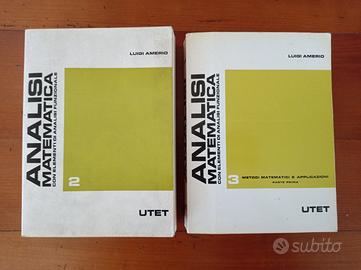 LUIGI AMERIO
ANALISI
MATEMATICA
CON ELEMENTI DI ANALISI FUNZIONALE
2
UTET
LUIGI AMERIO
ANALISI
MATEMATICA
CON ELEMENTI DI ANALISI FUNZIONALE
3 METODI MATEMATICI E APPLICAZIONI
PARTE PRIMA
UTET
subito